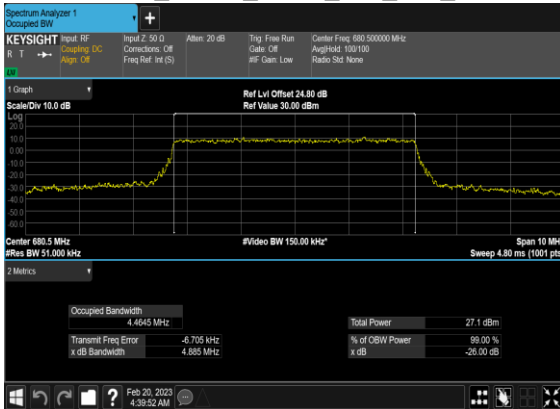 Spectrum Analyzer 1
Occupied BW
+
KEYSIGHT Input: RF Input Z: 50 Ω Atten: 20 dB Trig: Free Run Center Freq: 680.500000 MHz
R T Coupling: DC Corrections: Off Gate: Off Avg|Hold: 100/100
Align: Off Freq Ref: Int (S) #IF Gain: Low Radio Std: None
LW
1 Graph
Ref Lvl Offset 24.80 dB
Scale/Div 10.0 dB Ref Value 30.00 dBm
Log
20.0
10.0
0.00
-10.0
-20.0
-30.0
-40.0
-50.0
-60.0
Center 680.5 MHz #Video BW 150.00 kHz* Span 10 MH
#Res BW 51.000 kHz Sweep 4.80 ms (1001 pts
2 Metrics
Occupied Bandwidth
4.4645 MHz Total Power 27.1 dBm
Transmit Freq Error -6.705 kHz % of OBW Power 99.00 %
x dB Bandwidth 4.885 MHz x dB -26.00 dB
? Feb 20, 2023
4:39:52 AM